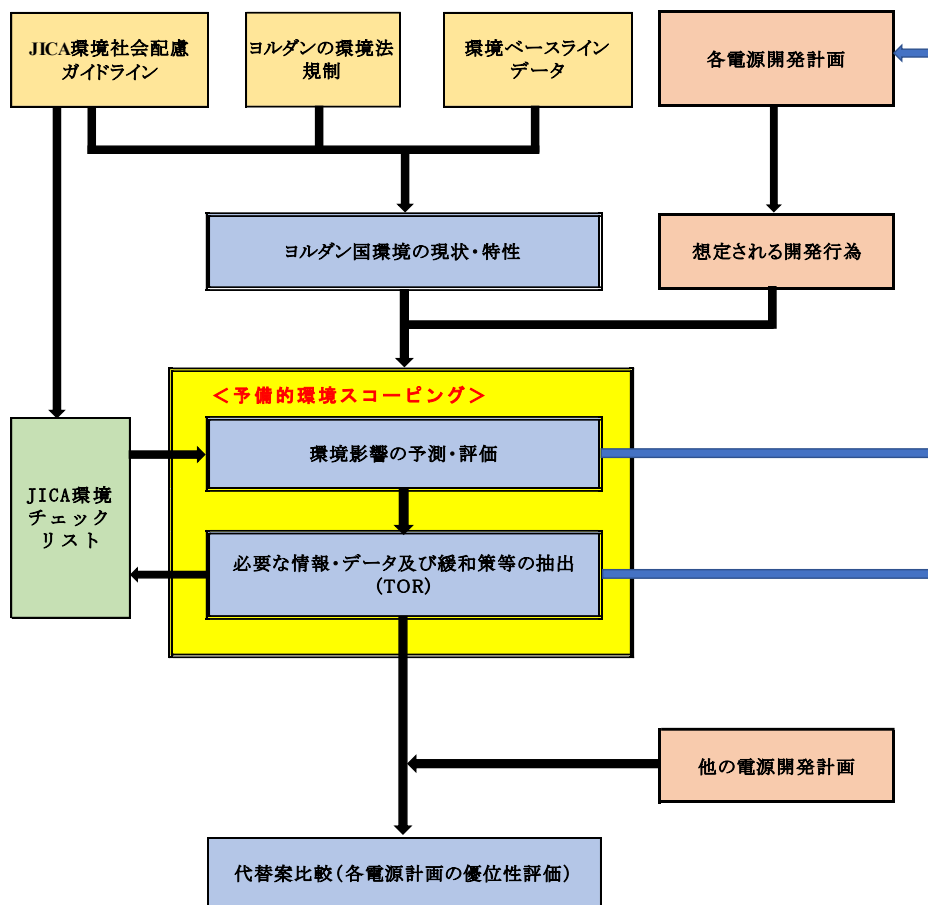 JICA環境社会配慮
ガイドライン
ヨルダンの環境法
規制
環境ベースライン
データ
各電源開発計画
ヨルダン国環境の現状・特性
想定される開発行為
＜予備的環境スコーピング＞
環境影響の予測・評価
JICA環境
チェック
リスト
必要な情報・データ及び緩和策等の抽出
(TOR)
他の電源開発計画
代替案比較(各電源計画の優位性評価)